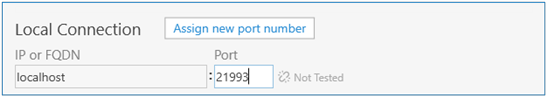 Local Connection Assign new port number
IP or FQDN Port
localhost : 21993 Not Tested